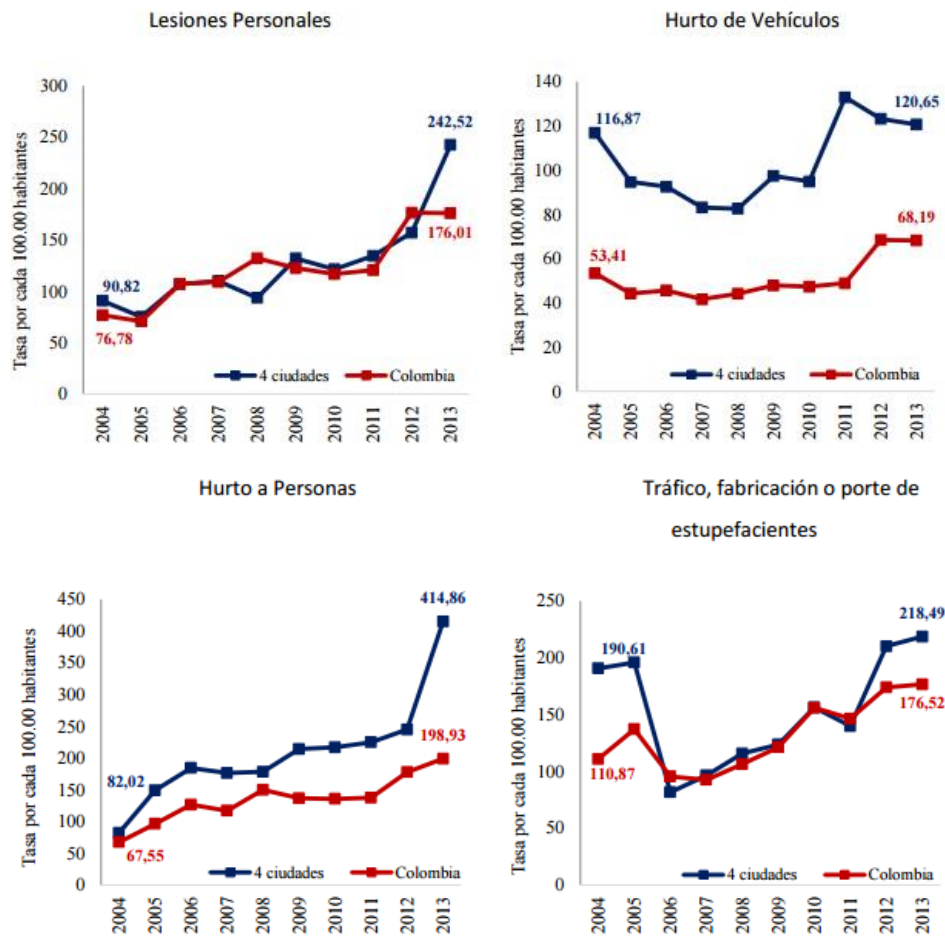 Lesiones Personales
Tasa por cada 100.00 habitantes
300
250
200
150
100
50
0
90,82
76,78
242,52
176,01
4 ciudades
Colombia
2004 2005 2006 2007 2008 2009 2010 2011 2012 2013
Hurto de Vehículos
Tasa por cada 100.00 habitantes
140
120
100
80
60
40
20
0
116,87
53,41
120,65
68,19
4 ciudades
Colombia
2004 2005 2006 2007 2008 2009 2010 2011 2012 2013
Hurto a Personas
Tasa por cada 100.00 habitantes
450
400
350
300
250
200
150
100
50
0
82,02
67,55
414,86
198,93
4 ciudades
Colombia
2004 2005 2006 2007 2008 2009 2010 2011 2012 2013
Tráfico, fabricación o porte de
estupefacientes
Tasa por cada 100.00 habitantes
250
200
150
100
50
0
190,61
110,87
218,49
176,52
4 ciudades
Colombia
2004 2005 2006 2007 2008 2009 2010 2011 2012 2013